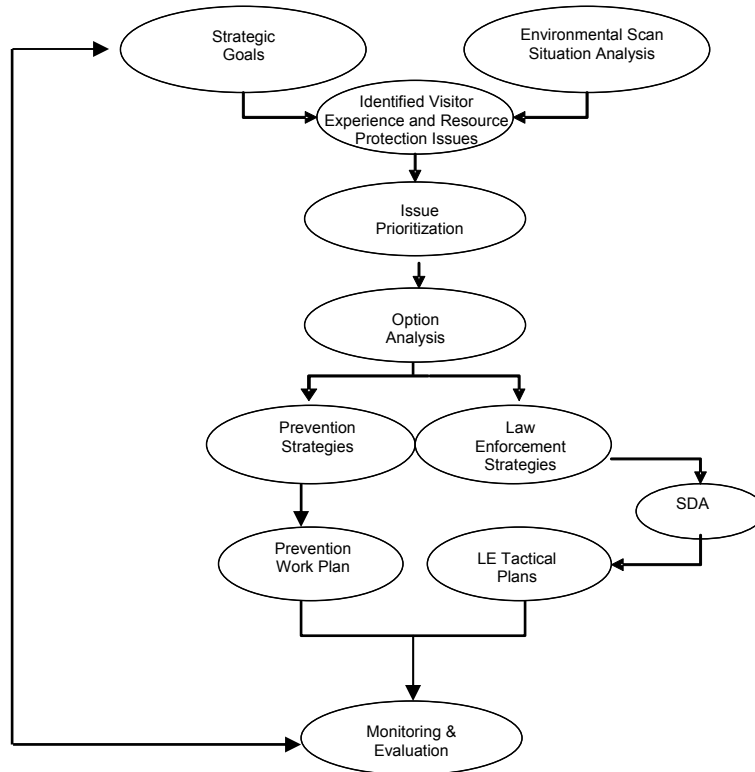 Strategic
Goals
Environmental Scan
Situation Analysis
Identified Visitor
Experience and Resource
Protection Issues
Issue
Prioritization
Option
Analysis
Prevention
Strategies
Law
Enforcement
Strategies
SDA
Prevention
Work Plan
LE Tactical
Plans
Monitoring &
Evaluation